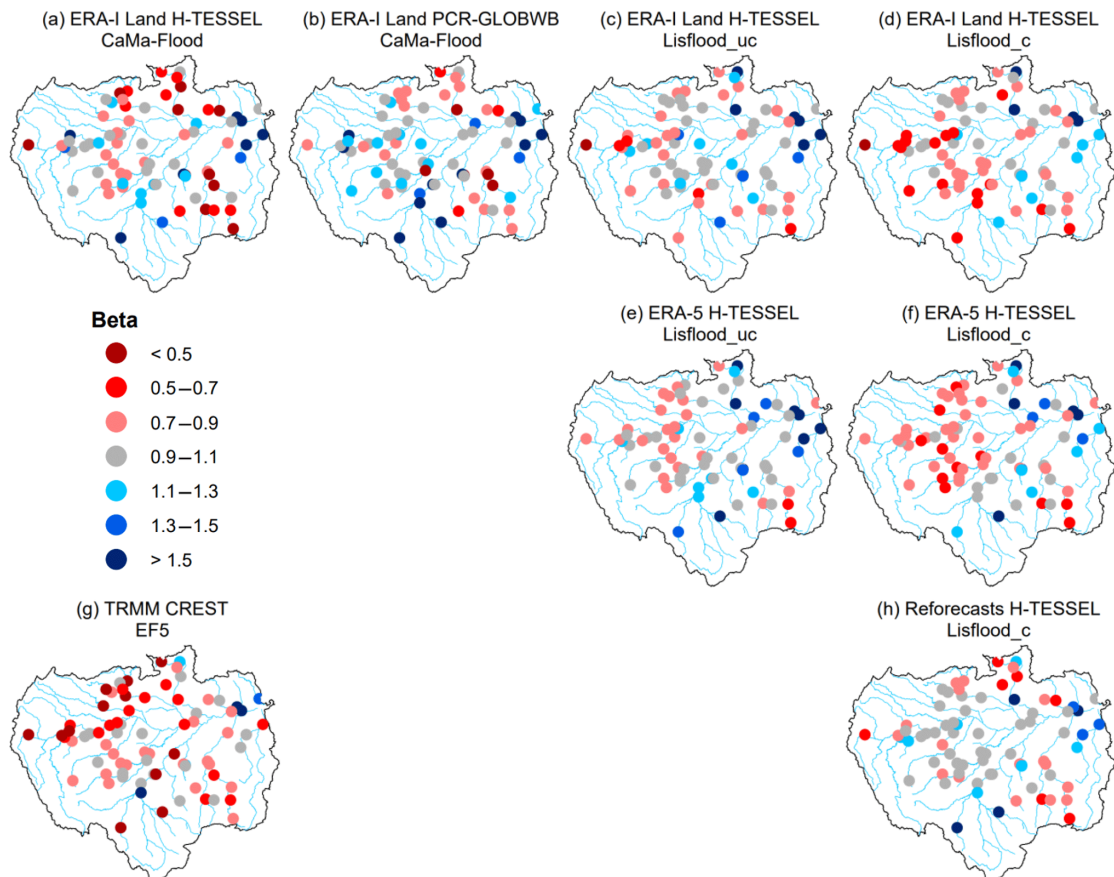 (a) ERA-I Land H-TESSEL
CaMa-Flood
(b) ERA-I Land PCR-GLOBWB
CaMa-Flood
(c) ERA-I Land H-TESSEL
Lisflood_uc
(d) ERA-I Land H-TESSEL
Lisflood_c
Beta
< 0.5
0.5–0.7
0.7–0.9
0.9–1.1
1.1–1.3
1.3–1.5
> 1.5
(e) ERA-5 H-TESSEL
Lisflood_uc
(f) ERA-5 H-TESSEL
Lisflood_c
(g) TRMM CREST
EF5
(h) Reforecasts H-TESSEL
Lisflood_c